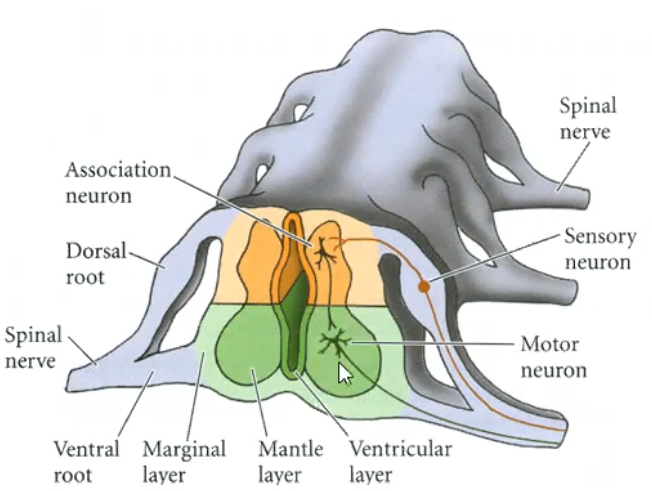 Spinal
nerve
Association
neuron
Sensory
neuron
Dorsal
root
Spinal
nerve
Motor
neuron
Ventral
root
Marginal
layer
Mantle
layer
Ventricular
layer